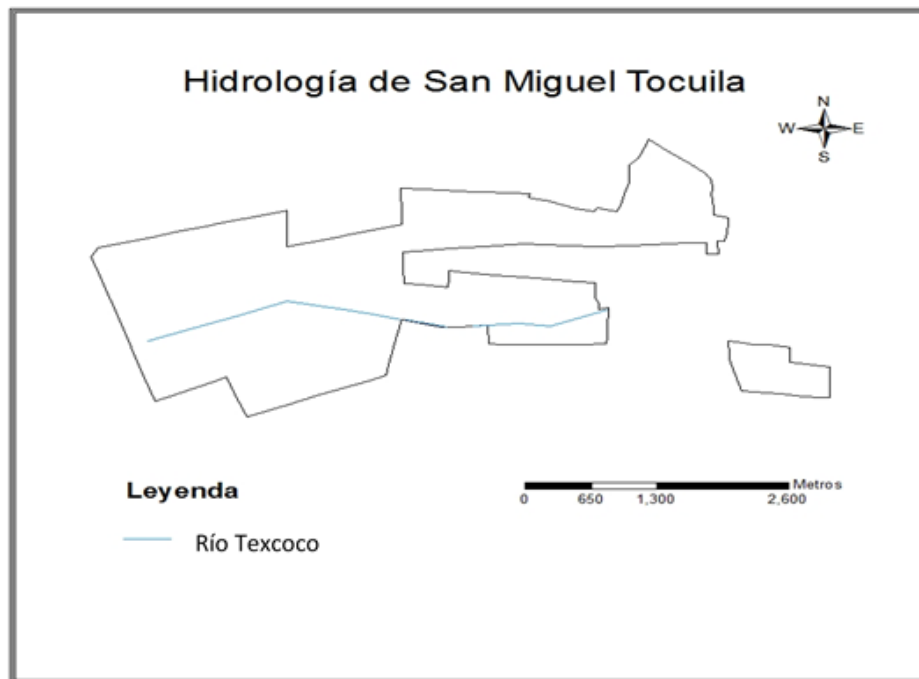 Hidrología de San Miguel Tocuila
N
W E
S
Leyenda
Río Texcoco
Metros
0 650 1,300 2,600